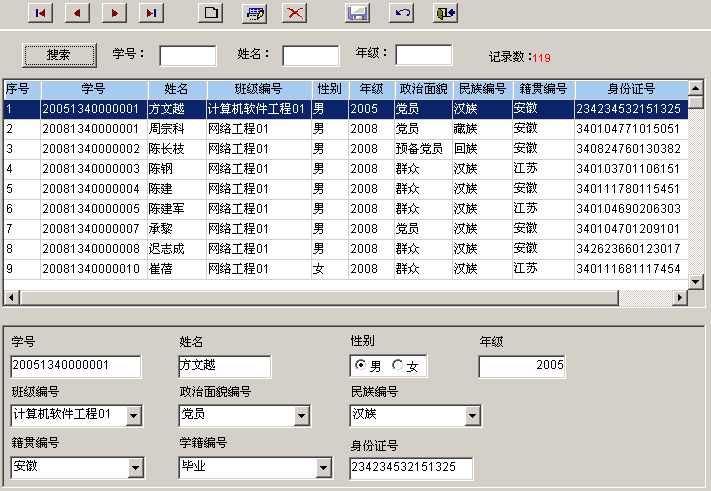 搜索 学号： 姓名： 年级： 记录数：119
序号 学号 姓名 班级编号 性别 年级 政治面貌 民族编号 籍贯编号 身份证号
1 20051340000001 方文越 计算机软件工程01 男 2005 党员 汉族 安徽 234234532151325
2 20081340000001 周宗科 网络工程01 男 2008 党员 藏族 安徽 340104771015051
3 20081340000002 陈长枝 网络工程01 男 2008 预备党员 回族 安徽 340824760130382
4 20081340000003 陈钢 网络工程01 男 2008 群众 汉族 江苏 340103701106151
5 20081340000004 陈建 网络工程01 男 2008 群众 汉族 安徽 340111780115451
6 20081340000005 陈建军 网络工程01 男 2008 群众 汉族 江苏 340104690206303
7 20081340000007 承黎 网络工程01 男 2008 党员 汉族 安徽 340104701209101
8 20081340000008 迟志成 网络工程01 男 2008 群众 汉族 安徽 342623660123017
9 20081340000010 崔蓓 网络工程01 女 2008 群众 汉族 江苏 340111681117454
学号 姓名 性别 年级
20051340000001 方文越 男 女 2005
班级编号 政治面貌编号 民族编号
计算机软件工程01 党员 汉族
籍贯编号 学籍编号 身份证号
安徽 毕业 234234532151325